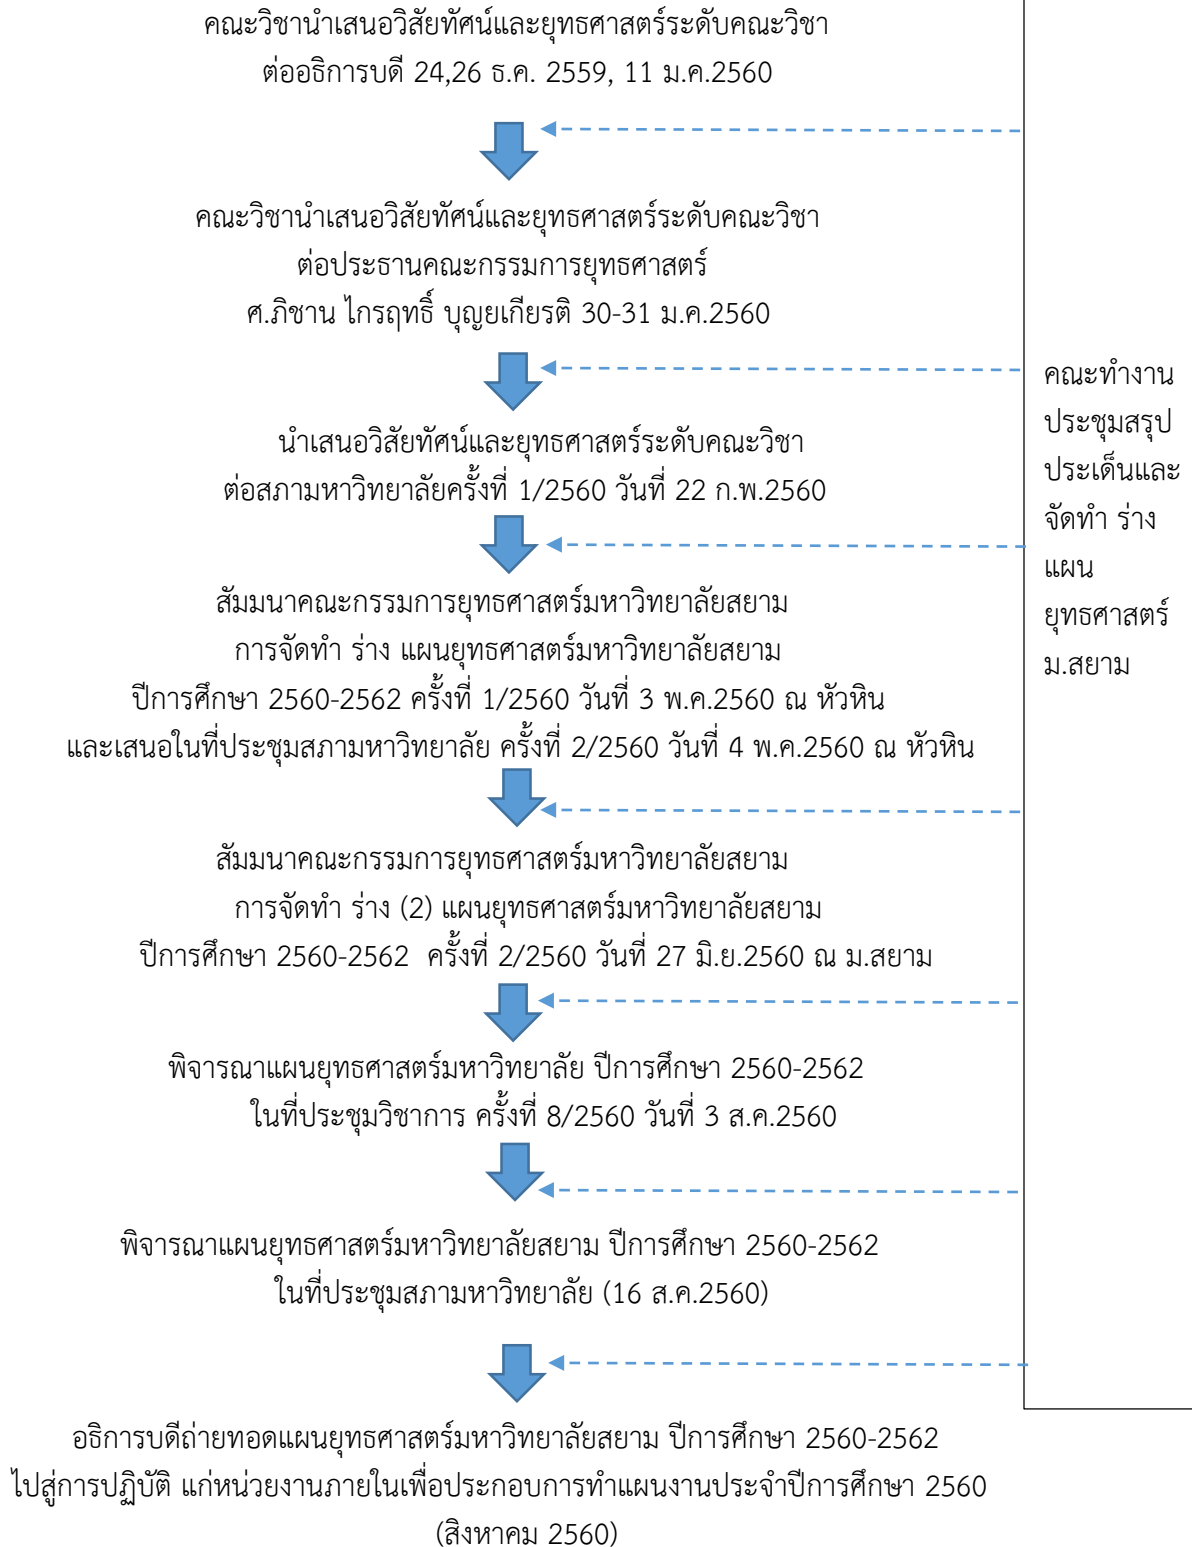 คณะวิชานำเสนอวิสัยทัศน์และยุทธศาสตร์ระดับคณะวิชา
ต่ออธิการบดี 24,26 ธ.ค. 2559, 11 ม.ค.2560
คณะวิชานำเสนอวิสัยทัศน์และยุทธศาสตร์ระดับคณะวิชา
ต่อประธานคณะกรรมการยุทธศาสตร์
ศ.ภิชาน ไกรฤทธิ์ บุญยเกียรติ 30-31 ม.ค.2560
นำเสนอวิสัยทัศน์และยุทธศาสตร์ระดับคณะวิชา
ต่อสภามหาวิทยาลัยครั้งที่ 1/2560 วันที่ 22 ก.พ.2560
สัมมนาคณะกรรมการยุทธศาสตร์มหาวิทยาลัยสยาม
การจัดทำ ร่าง แผนยุทธศาสตร์มหาวิทยาลัยสยาม
ปีการศึกษา 2560-2562 ครั้งที่ 1/2560 วันที่ 3 พ.ค.2560 ณ หัวหิน
และเสนอในที่ประชุมสภามหาวิทยาลัย ครั้งที่ 2/2560 วันที่ 4 พ.ค.2560 ณ หัวหิน
สัมมนาคณะกรรมการยุทธศาสตร์มหาวิทยาลัยสยาม
การจัดทำ ร่าง (2) แผนยุทธศาสตร์มหาวิทยาลัยสยาม
ปีการศึกษา 2560-2562 ครั้งที่ 2/2560 วันที่ 27 มิ.ย.2560 ณ ม.สยาม
พิจารณาแผนยุทธศาสตร์มหาวิทยาลัย ปีการศึกษา 2560-2562
ในที่ประชุมวิชาการ ครั้งที่ 8/2560 วันที่ 3 ส.ค.2560
พิจารณาแผนยุทธศาสตร์มหาวิทยาลัยสยาม ปีการศึกษา 2560-2562
ในที่ประชุมสภามหาวิทยาลัย (16 ส.ค.2560)
อธิการบดีถ่ายทอดแผนยุทธศาสตร์มหาวิทยาลัยสยาม ปีการศึกษา 2560-2562
ไปสู่การปฏิบัติ แก่หน่วยงานภายในเพื่อประกอบการทำแผนงานประจำปีการศึกษา 2560
(สิงหาคม 2560)
คณะทำงาน
ประชุมสรุป
ประเด็นและ
จัดทำ ร่าง
แผน
ยุทธศาสตร์
ม.สยาม